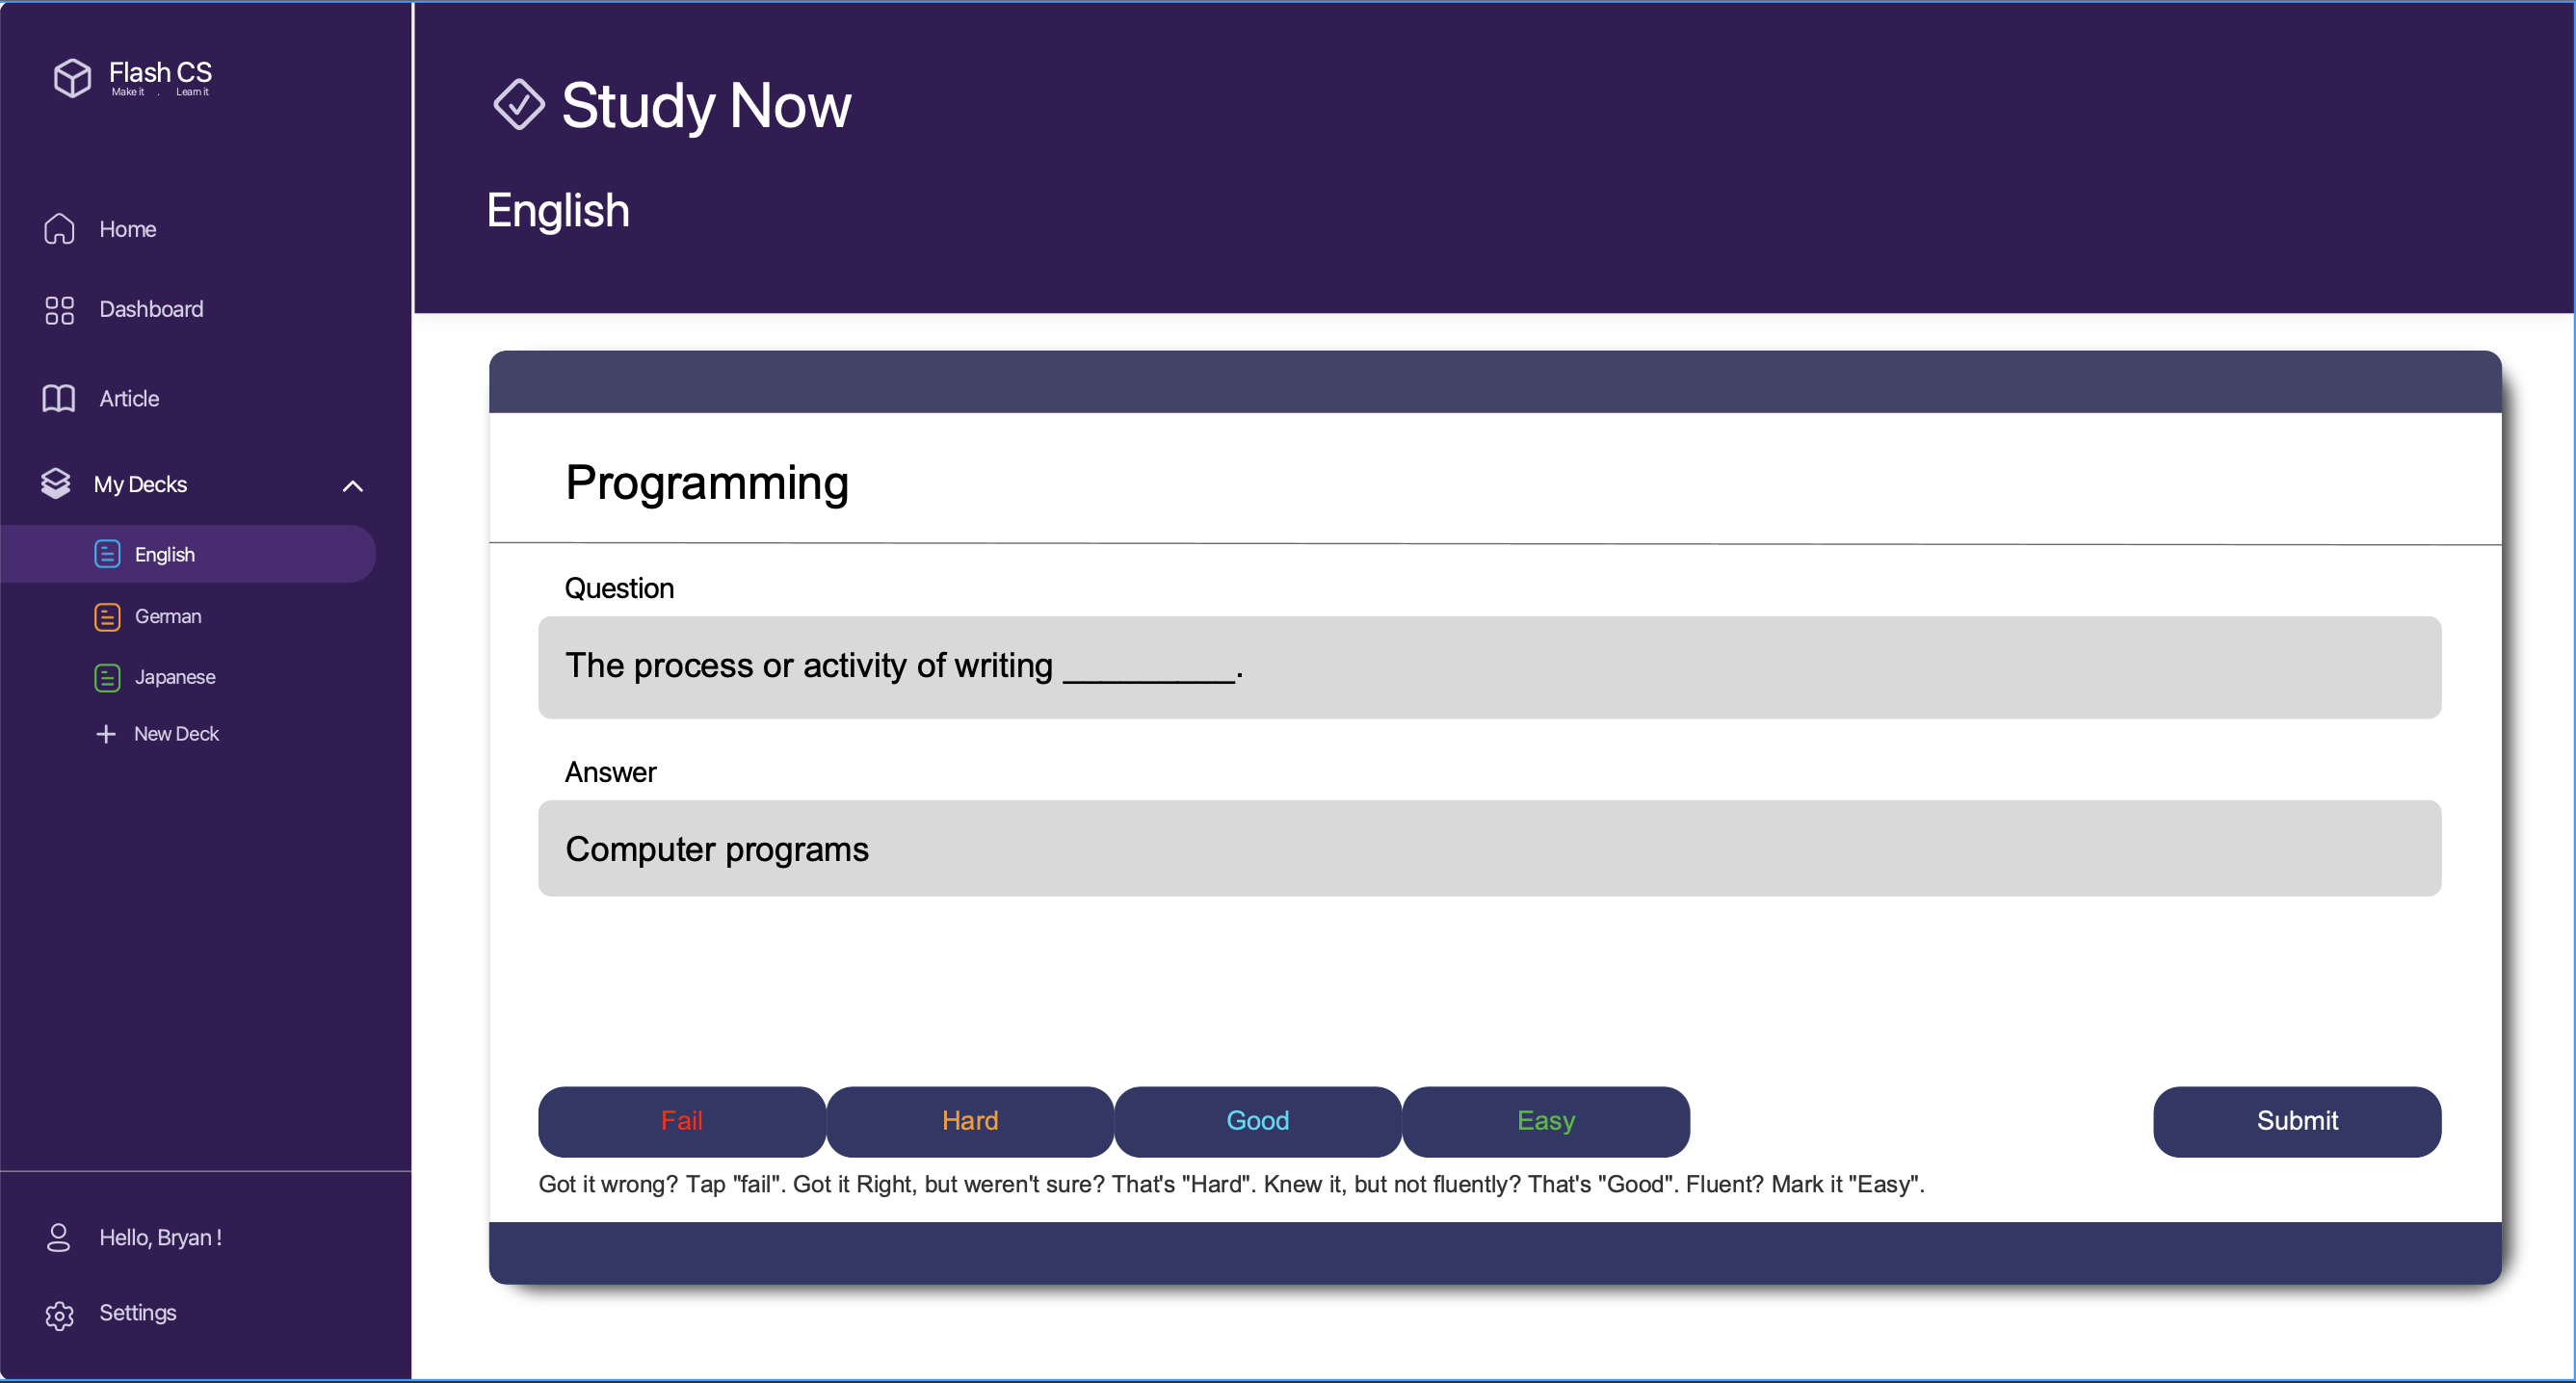 Flash CS
Make it . Learn it
Home
Dashboard
Article
My Decks
English
German
Japanese
New Deck
Hello, Bryan !
Settings
Study Now
English
Programming
Question
The process or activity of writing _________.
Answer
Computer programs
Fail Hard Good Easy Submit
Got it wrong? Tap "fail". Got it Right, but weren't sure? That's "Hard". Knew it, but not fluently? That's "Good". Fluent? Mark it "Easy".